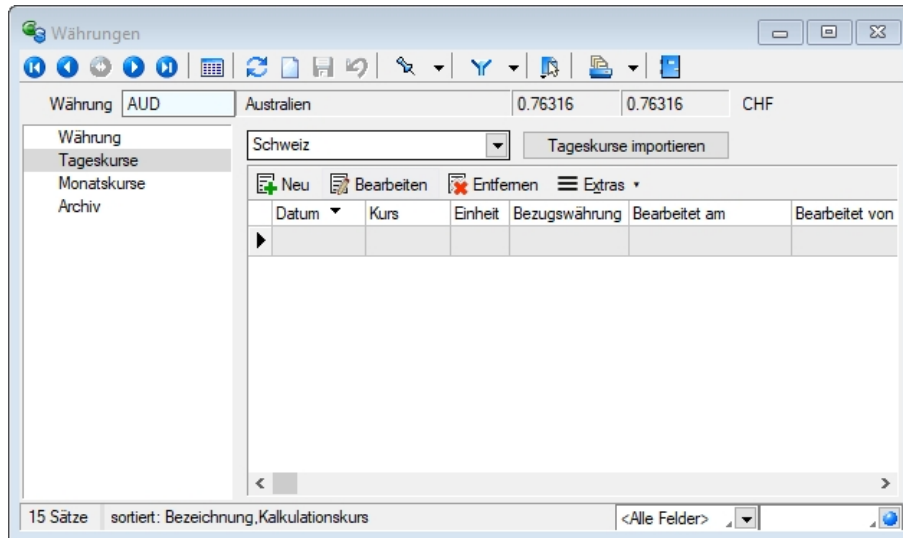 Währungen
Währung AUD Australien 0.76316 0.76316 CHF
Währung
Tageskurse
Monatskurse
Archiv
Schweiz Tageskurse importieren
Neu Bearbeiten Entfernen Extras
Datum Kurs Einheit Bezugswährung Bearbeitet am Bearbeitet von
15 Sätze sortiert: Bezeichnung,Kalkulationskurs <Alle Felder>